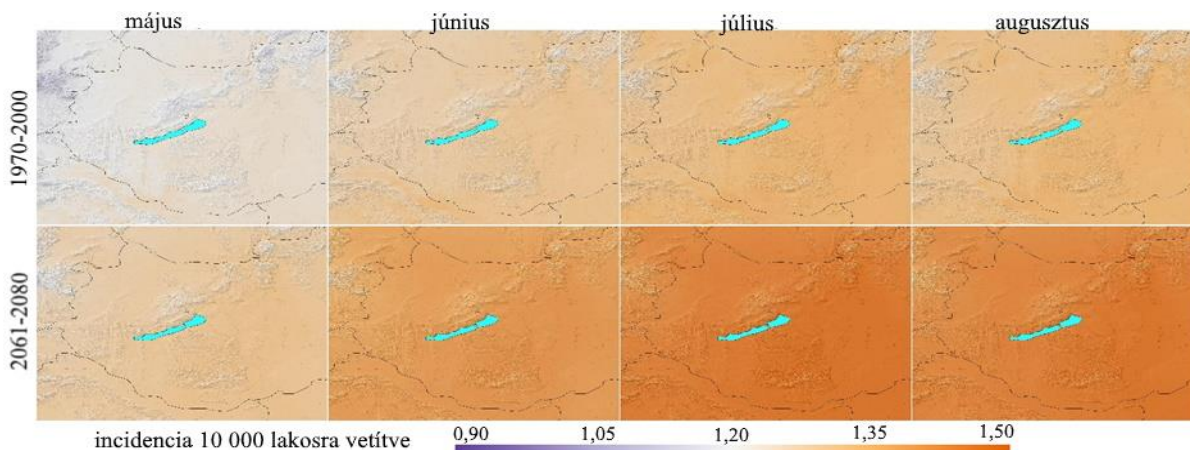 május június július augusztus
1970-2000
2061-2080
incidencia 10 000 lakosra vetítve 0,90 1,05 1,20 1,35 1,50